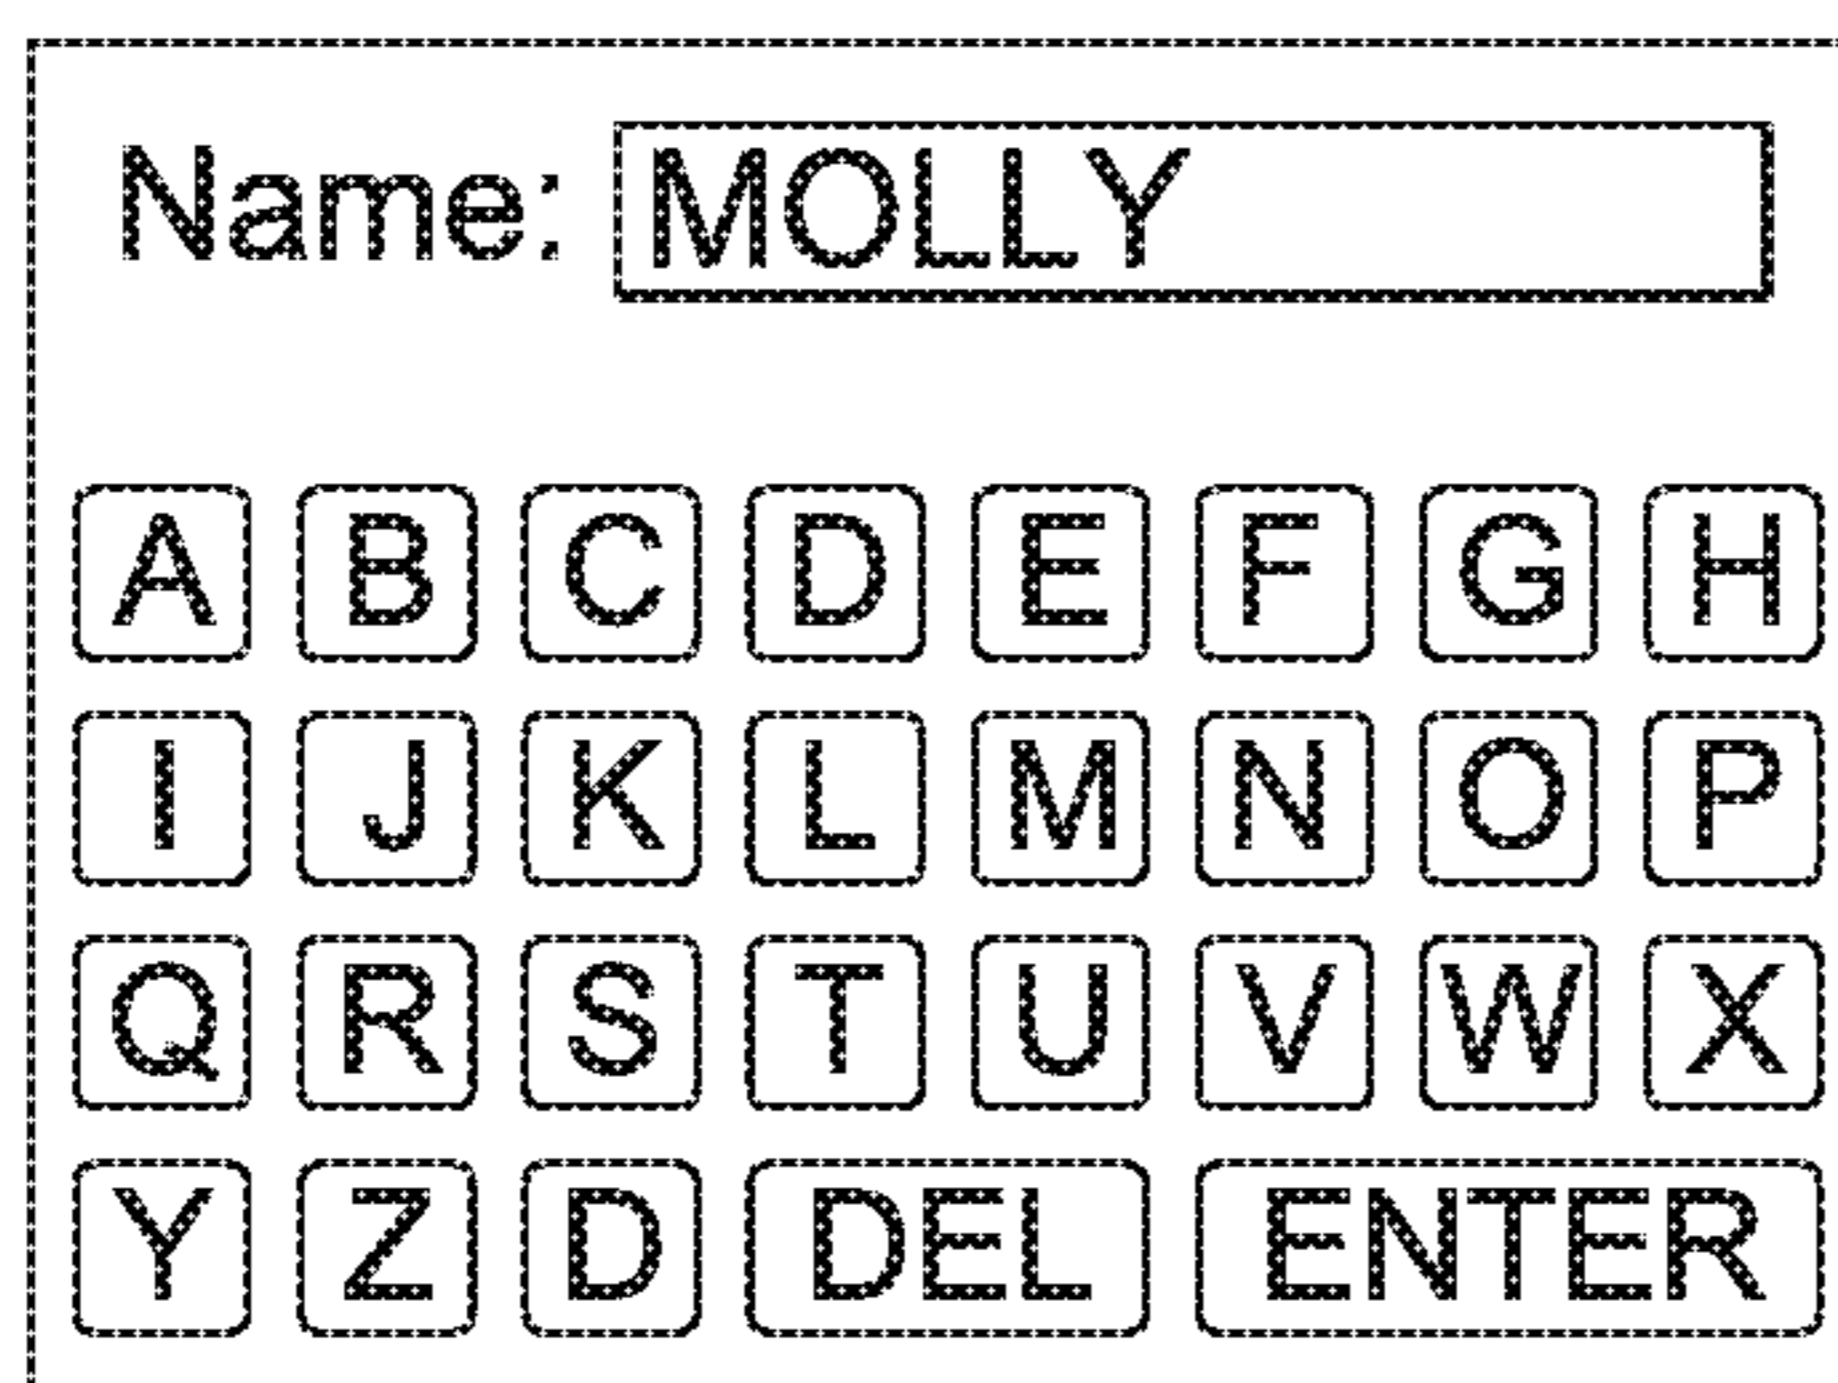 Name: MOLLY
A B C D E F G H
I J K L M N O P
Q R S T U V W X
Y Z D DEL ENTER